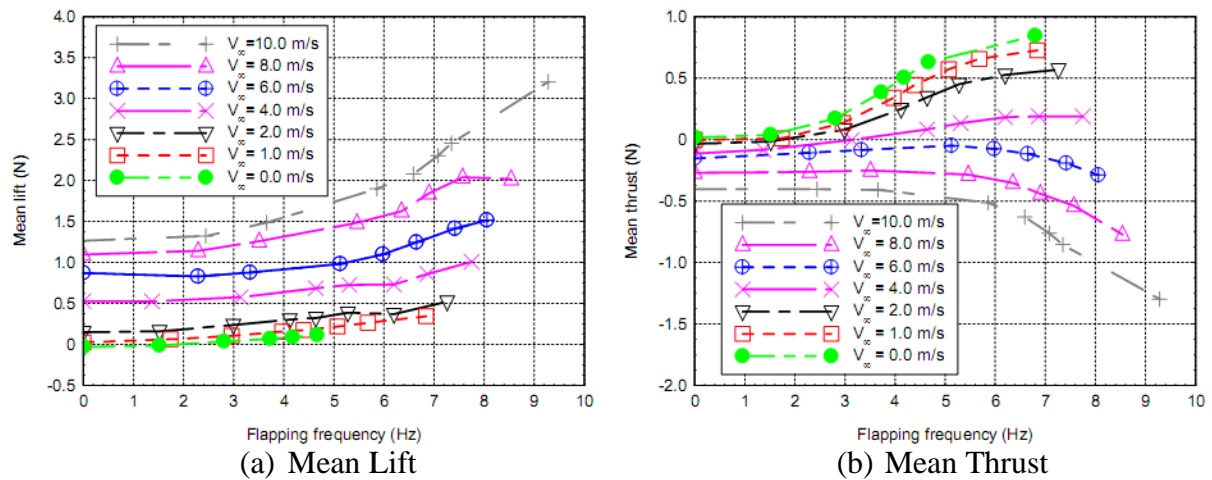 4.0
3.5
3.0
2.5
2.0
1.5
1.0
0.5
0
-0.5
Mean lift (N)
V∞=10.0 m/s
V∞= 8.0 m/s
V∞= 6.0 m/s
V∞= 4.0 m/s
V∞= 2.0 m/s
V∞= 1.0 m/s
V∞= 0.0 m/s
0 1 2 3 4 5 6 7 8 9 10
Flapping frequency (Hz)
(a) Mean Lift
1.0
0.5
0
-0.5
-1.0
-1.5
-2.0
Mean thrust (N)
V∞=10.0 m/s
V∞= 8.0 m/s
V∞= 6.0 m/s
V∞= 4.0 m/s
V∞= 2.0 m/s
V∞= 1.0 m/s
V∞= 0.0 m/s
0 1 2 3 4 5 6 7 8 9 10
Flapping frequency (Hz)
(b) Mean Thrust